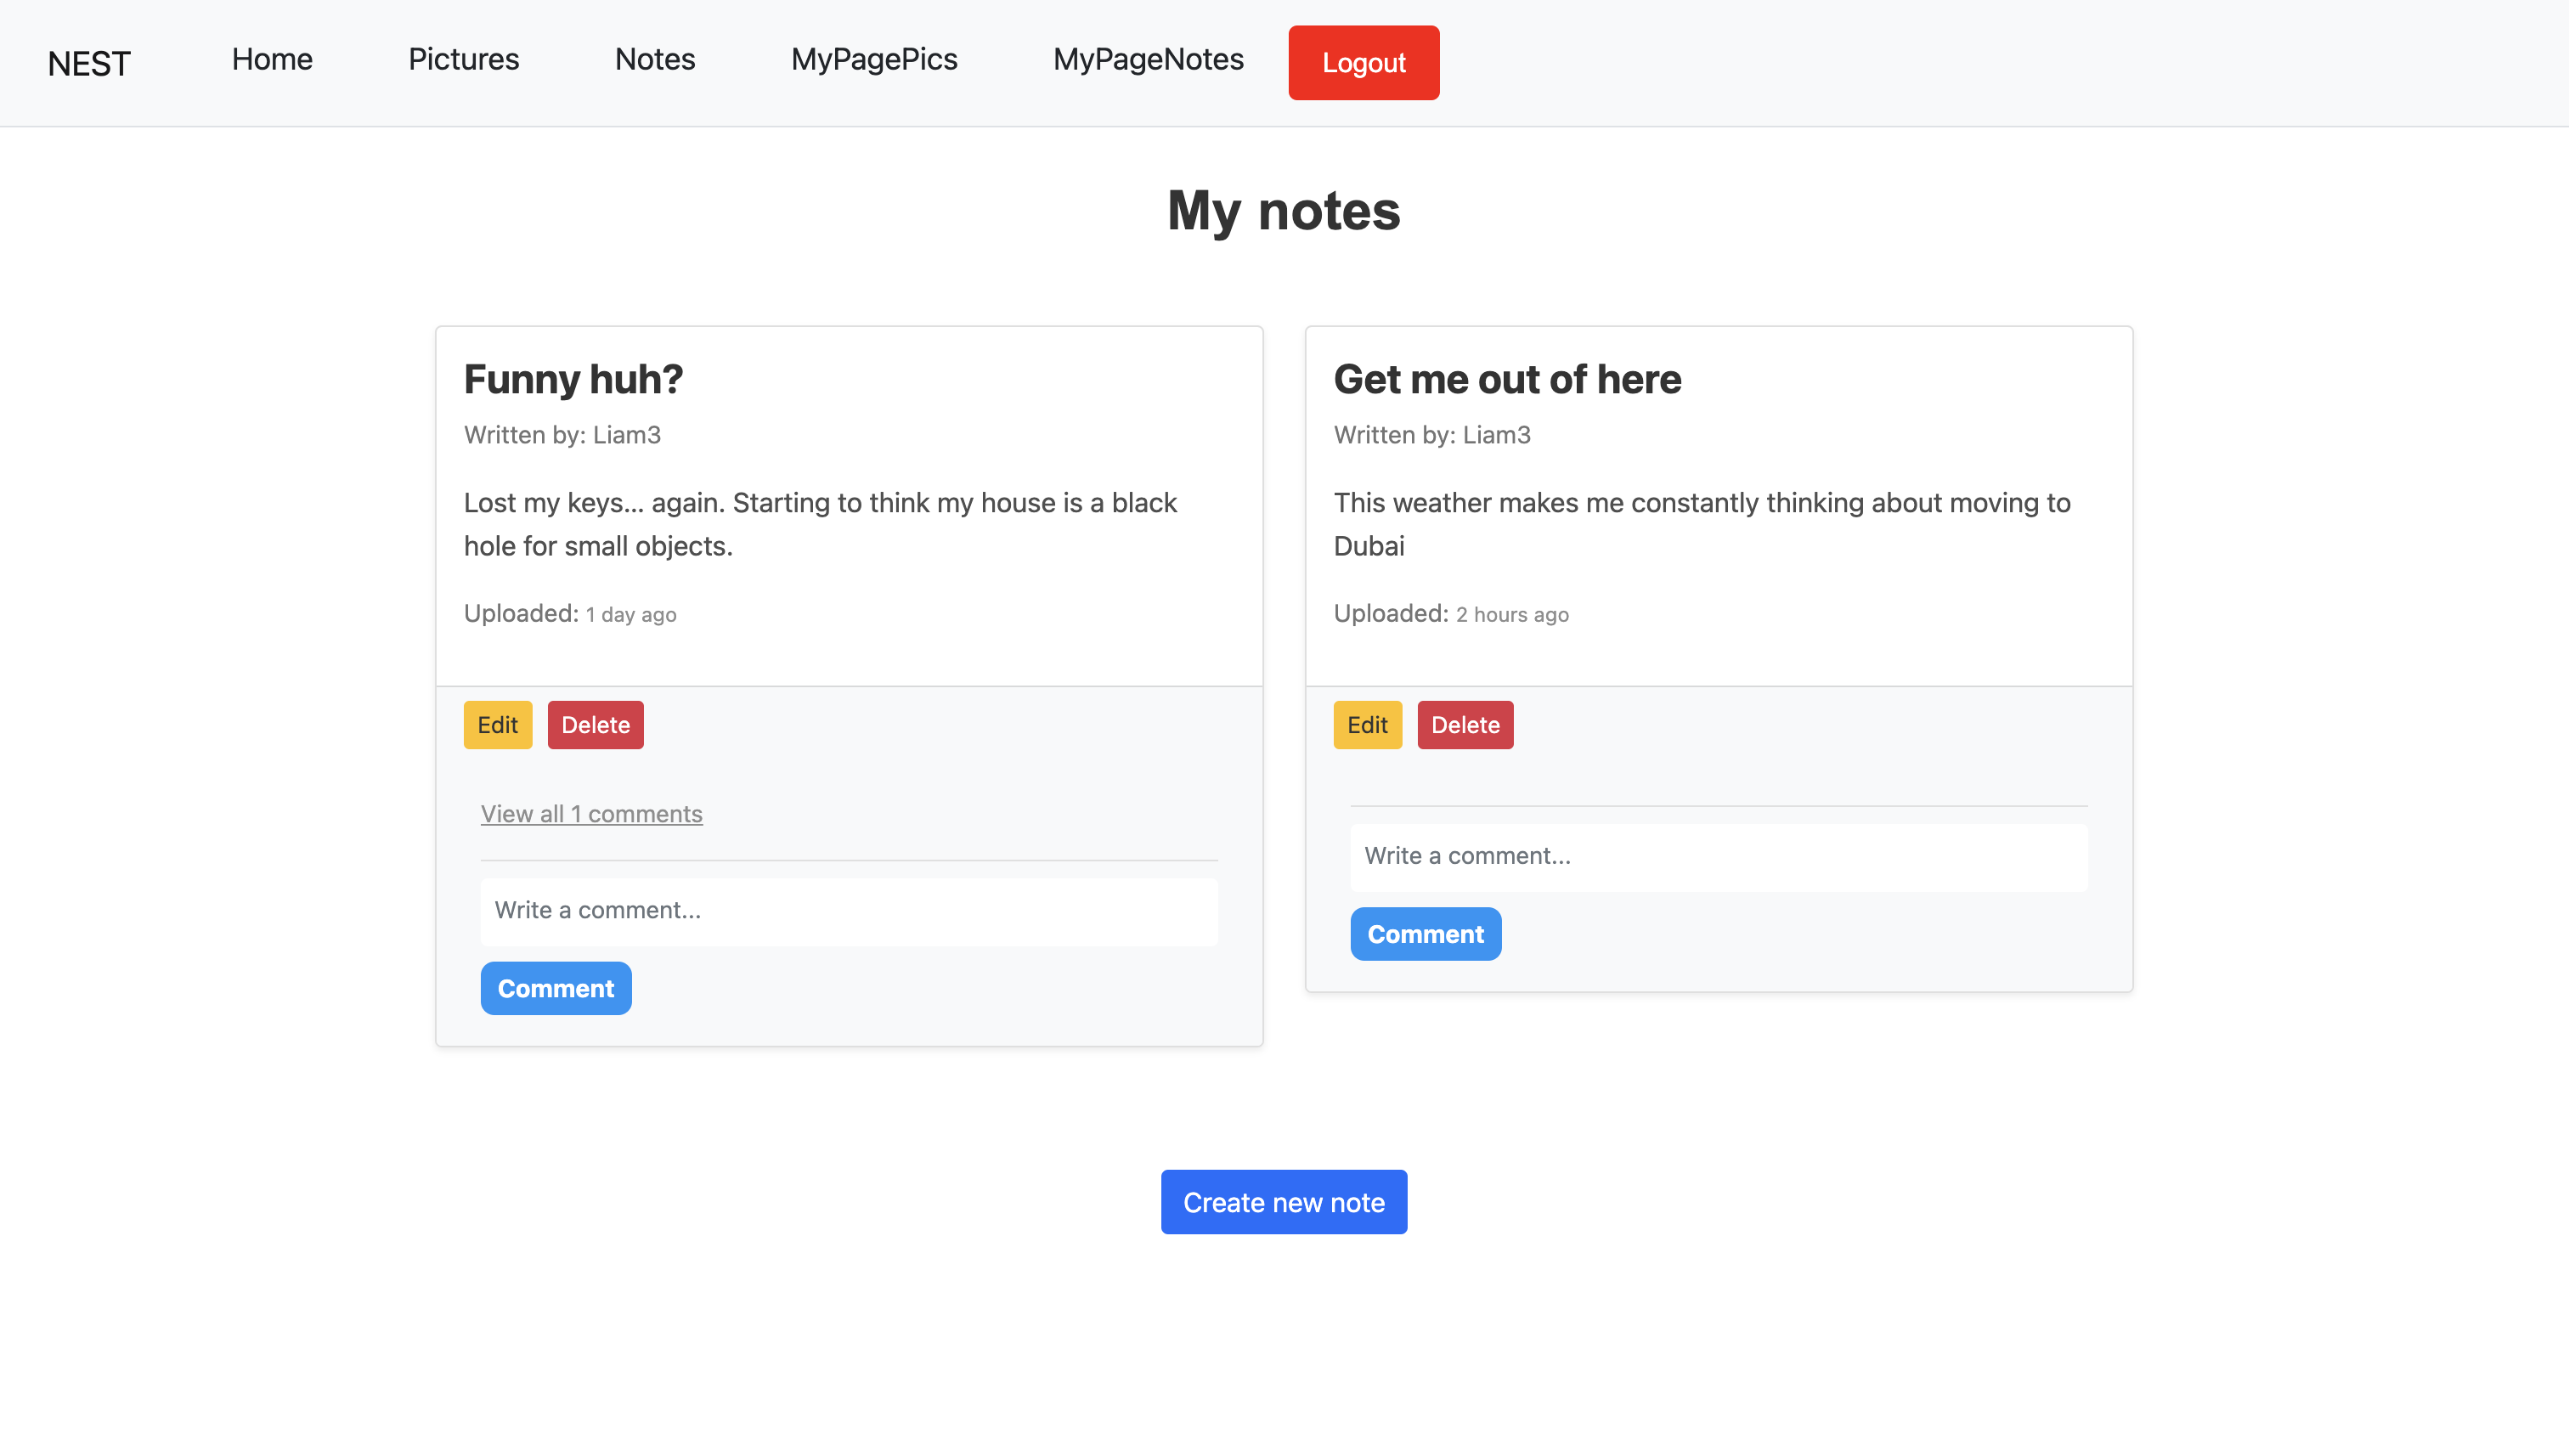 NEST Home Pictures Notes MyPagePics MyPageNotes Logout
My notes
Funny huh?
Written by: Liam3
Lost my keys... again. Starting to think my house is a black
hole for small objects.
Uploaded: 1 day ago
Edit Delete
View all 1 comments
Write a comment...
Comment
Get me out of here
Written by: Liam3
This weather makes me constantly thinking about moving to
Dubai
Uploaded: 2 hours ago
Edit Delete
Write a comment...
Comment
Create new note